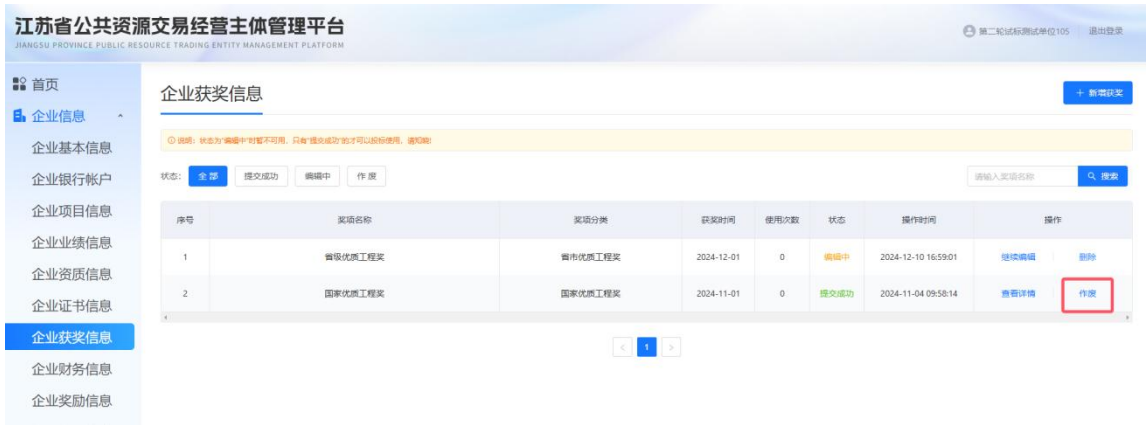 江苏省公共资源交易经营主体管理平台
JIANGSU PROVINCE PUBLIC RESOURCE TRADING ENTITY MANAGEMENT PLATFORM
第二轮试标测试单位105 退出登录
首页
企业信息
企业基本信息
企业银行帐户
企业项目信息
企业业绩信息
企业资质信息
企业证书信息
企业获奖信息
企业财务信息
企业奖励信息
企业获奖信息
+ 新增获奖
说明：状态为"编辑中"时暂不可用，只有"提交成功"的才可以投标使用，请知晓!
状态: 全部 提交成功 编辑中 作废 请输入奖项名称 搜索
序号 奖项名称 奖项分类 获奖时间 使用次数 状态 操作时间 操作
1 省级优质工程奖 省市优质工程奖 2024-12-01 0 编辑中 2024-12-10 16:59:01 继续编辑 删除
2 国家优质工程奖 国家优质工程奖 2024-11-01 0 提交成功 2024-11-04 09:58:14 查看详情 作废
< 1 >